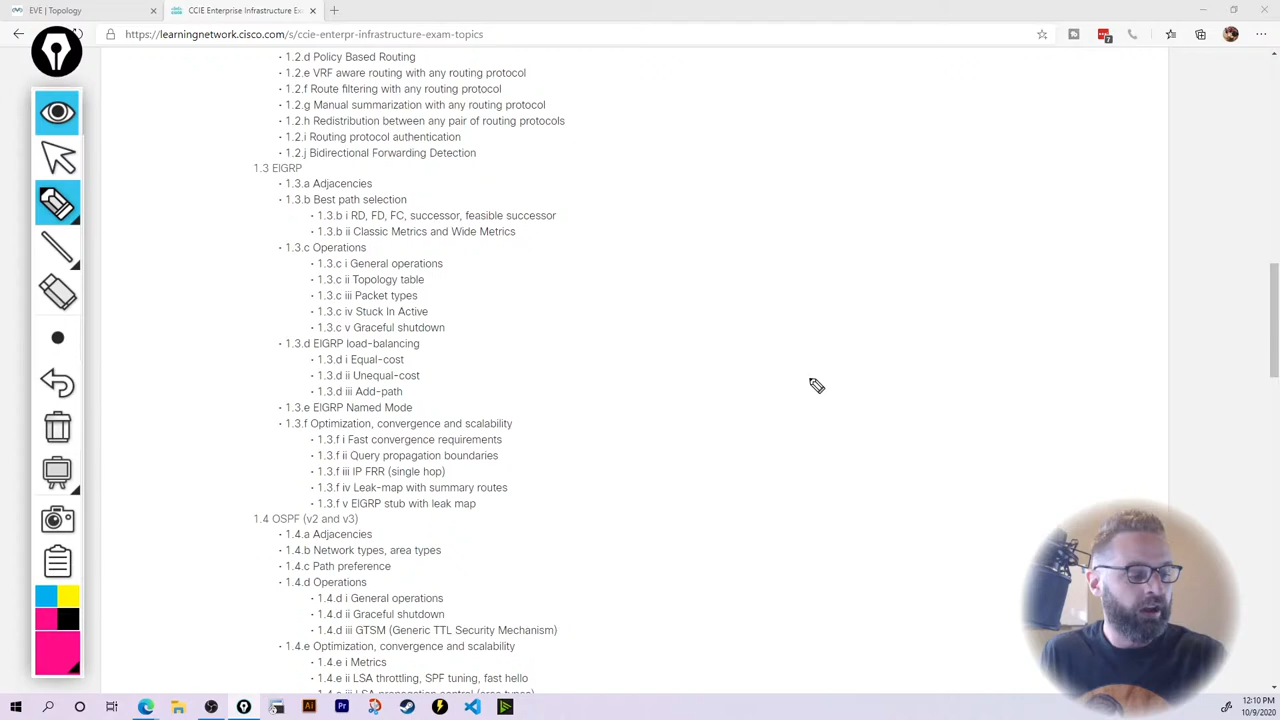 EVE | Topology
CCIE Enterprise Infrastructure Exa
https://learningnetwork.cisco.com/s/ccie-enterpr-infrastructure-exam-topics
• 1.2.d Policy Based Routing
• 1.2.e VRF aware routing with any routing protocol
• 1.2.f Route filtering with any routing protocol
• 1.2.g Manual summarization with any routing protocol
• 1.2.h Redistribution between any pair of routing protocols
• 1.2.i Routing protocol authentication
• 1.2.j Bidirectional Forwarding Detection
1.3 EIGRP
• 1.3.a Adjacencies
• 1.3.b Best path selection
• 1.3.b i RD, FD, FC, successor, feasible successor
• 1.3.b ii Classic Metrics and Wide Metrics
• 1.3.c Operations
• 1.3.c i General operations
• 1.3.c ii Topology table
• 1.3.c iii Packet types
• 1.3.c iv Stuck In Active
• 1.3.c v Graceful shutdown
• 1.3.d EIGRP load-balancing
• 1.3.d i Equal-cost
• 1.3.d ii Unequal-cost
• 1.3.d iii Add-path
• 1.3.e EIGRP Named Mode
• 1.3.f Optimization, convergence and scalability
• 1.3.f i Fast convergence requirements
• 1.3.f ii Query propagation boundaries
• 1.3.f iii IP FRR (single hop)
• 1.3.f iv Leak-map with summary routes
• 1.3.f v EIGRP stub with leak map
1.4 OSPF (v2 and v3)
• 1.4.a Adjacencies
• 1.4.b Network types, area types
• 1.4.c Path preference
• 1.4.d Operations
• 1.4.d i General operations
• 1.4.d ii Graceful shutdown
• 1.4.d iii GTSM (Generic TTL Security Mechanism)
• 1.4.e Optimization, convergence and scalability
• 1.4.e i Metrics
• 1.4.e ii LSA throttling, SPF tuning, fast hello
• 1.4.e iii LSA propagation control (area types)
Ai
Pr
12:10 PM
10/9/2020